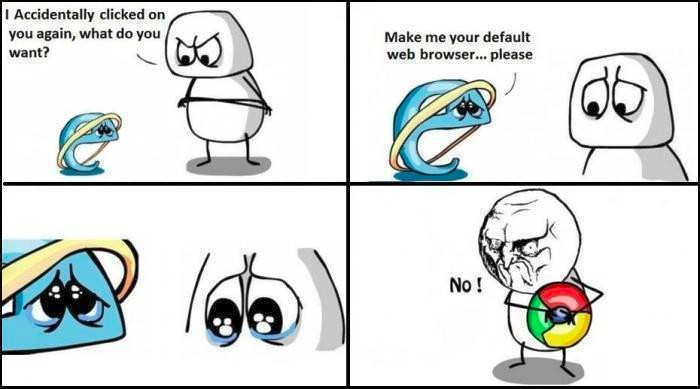 I Accidentally clicked on
you again, what do you
want?
Make me your default
web browser... please
No !